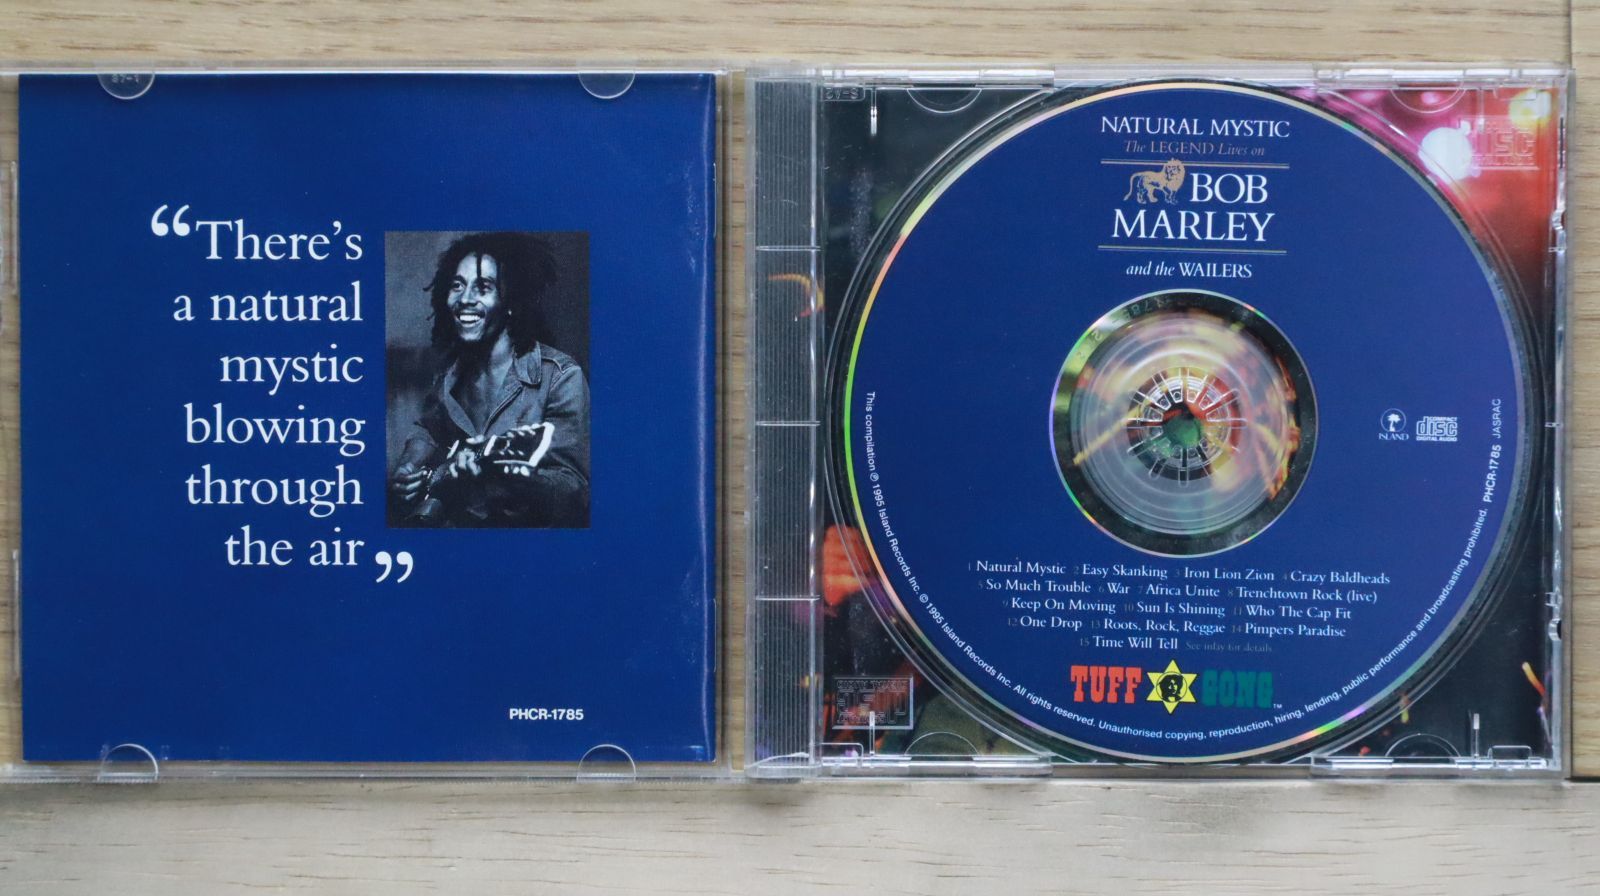 “There’s
a natural
mystic
blowing
through
the air”
PHCR-1785
NATURAL MYSTIC
The LEGEND Lives on
BOB
MARLEY
and the WAILERS
ISLAND
COMPACT
disc
DIGITAL AUDIO
1 Natural Mystic 2 Easy Skanking 3 Iron Lion Zion 4 Crazy Baldheads
5 So Much Trouble 6 War 7 Africa Unite 8 Trenchtown Rock (live)
9 Keep On Moving 10 Sun Is Shining 11 Who The Cap Fit
12 One Drop 13 Roots, Rock, Reggae 14 Pimpers Paradise
15 Time Will Tell See inlay for details
TUFF GONG™
This compilation ℗ 1995 Island Records Inc. © 1995 Island Records Inc. All rights reserved. Unauthorised copying, reproduction, hiring, lending, public performance and broadcasting prohibited. PHCR-1785 JASRAC